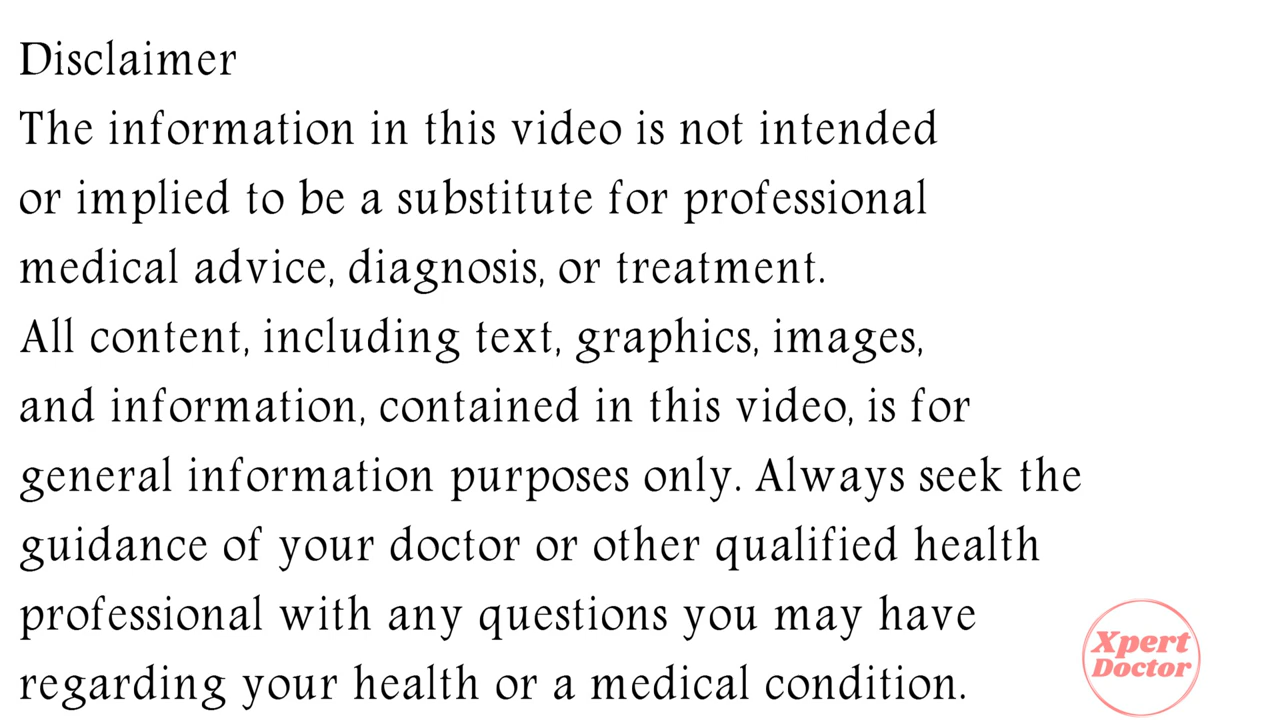 Disclaimer
The information in this video is not intended
or implied to be a substitute for professional
medical advice, diagnosis, or treatment.
All content, including text, graphics, images,
and information, contained in this video, is for
general information purposes only. Always seek the
guidance of your doctor or other qualified health
professional with any questions you may have
regarding your health or a medical condition.
Xpert
Doctor